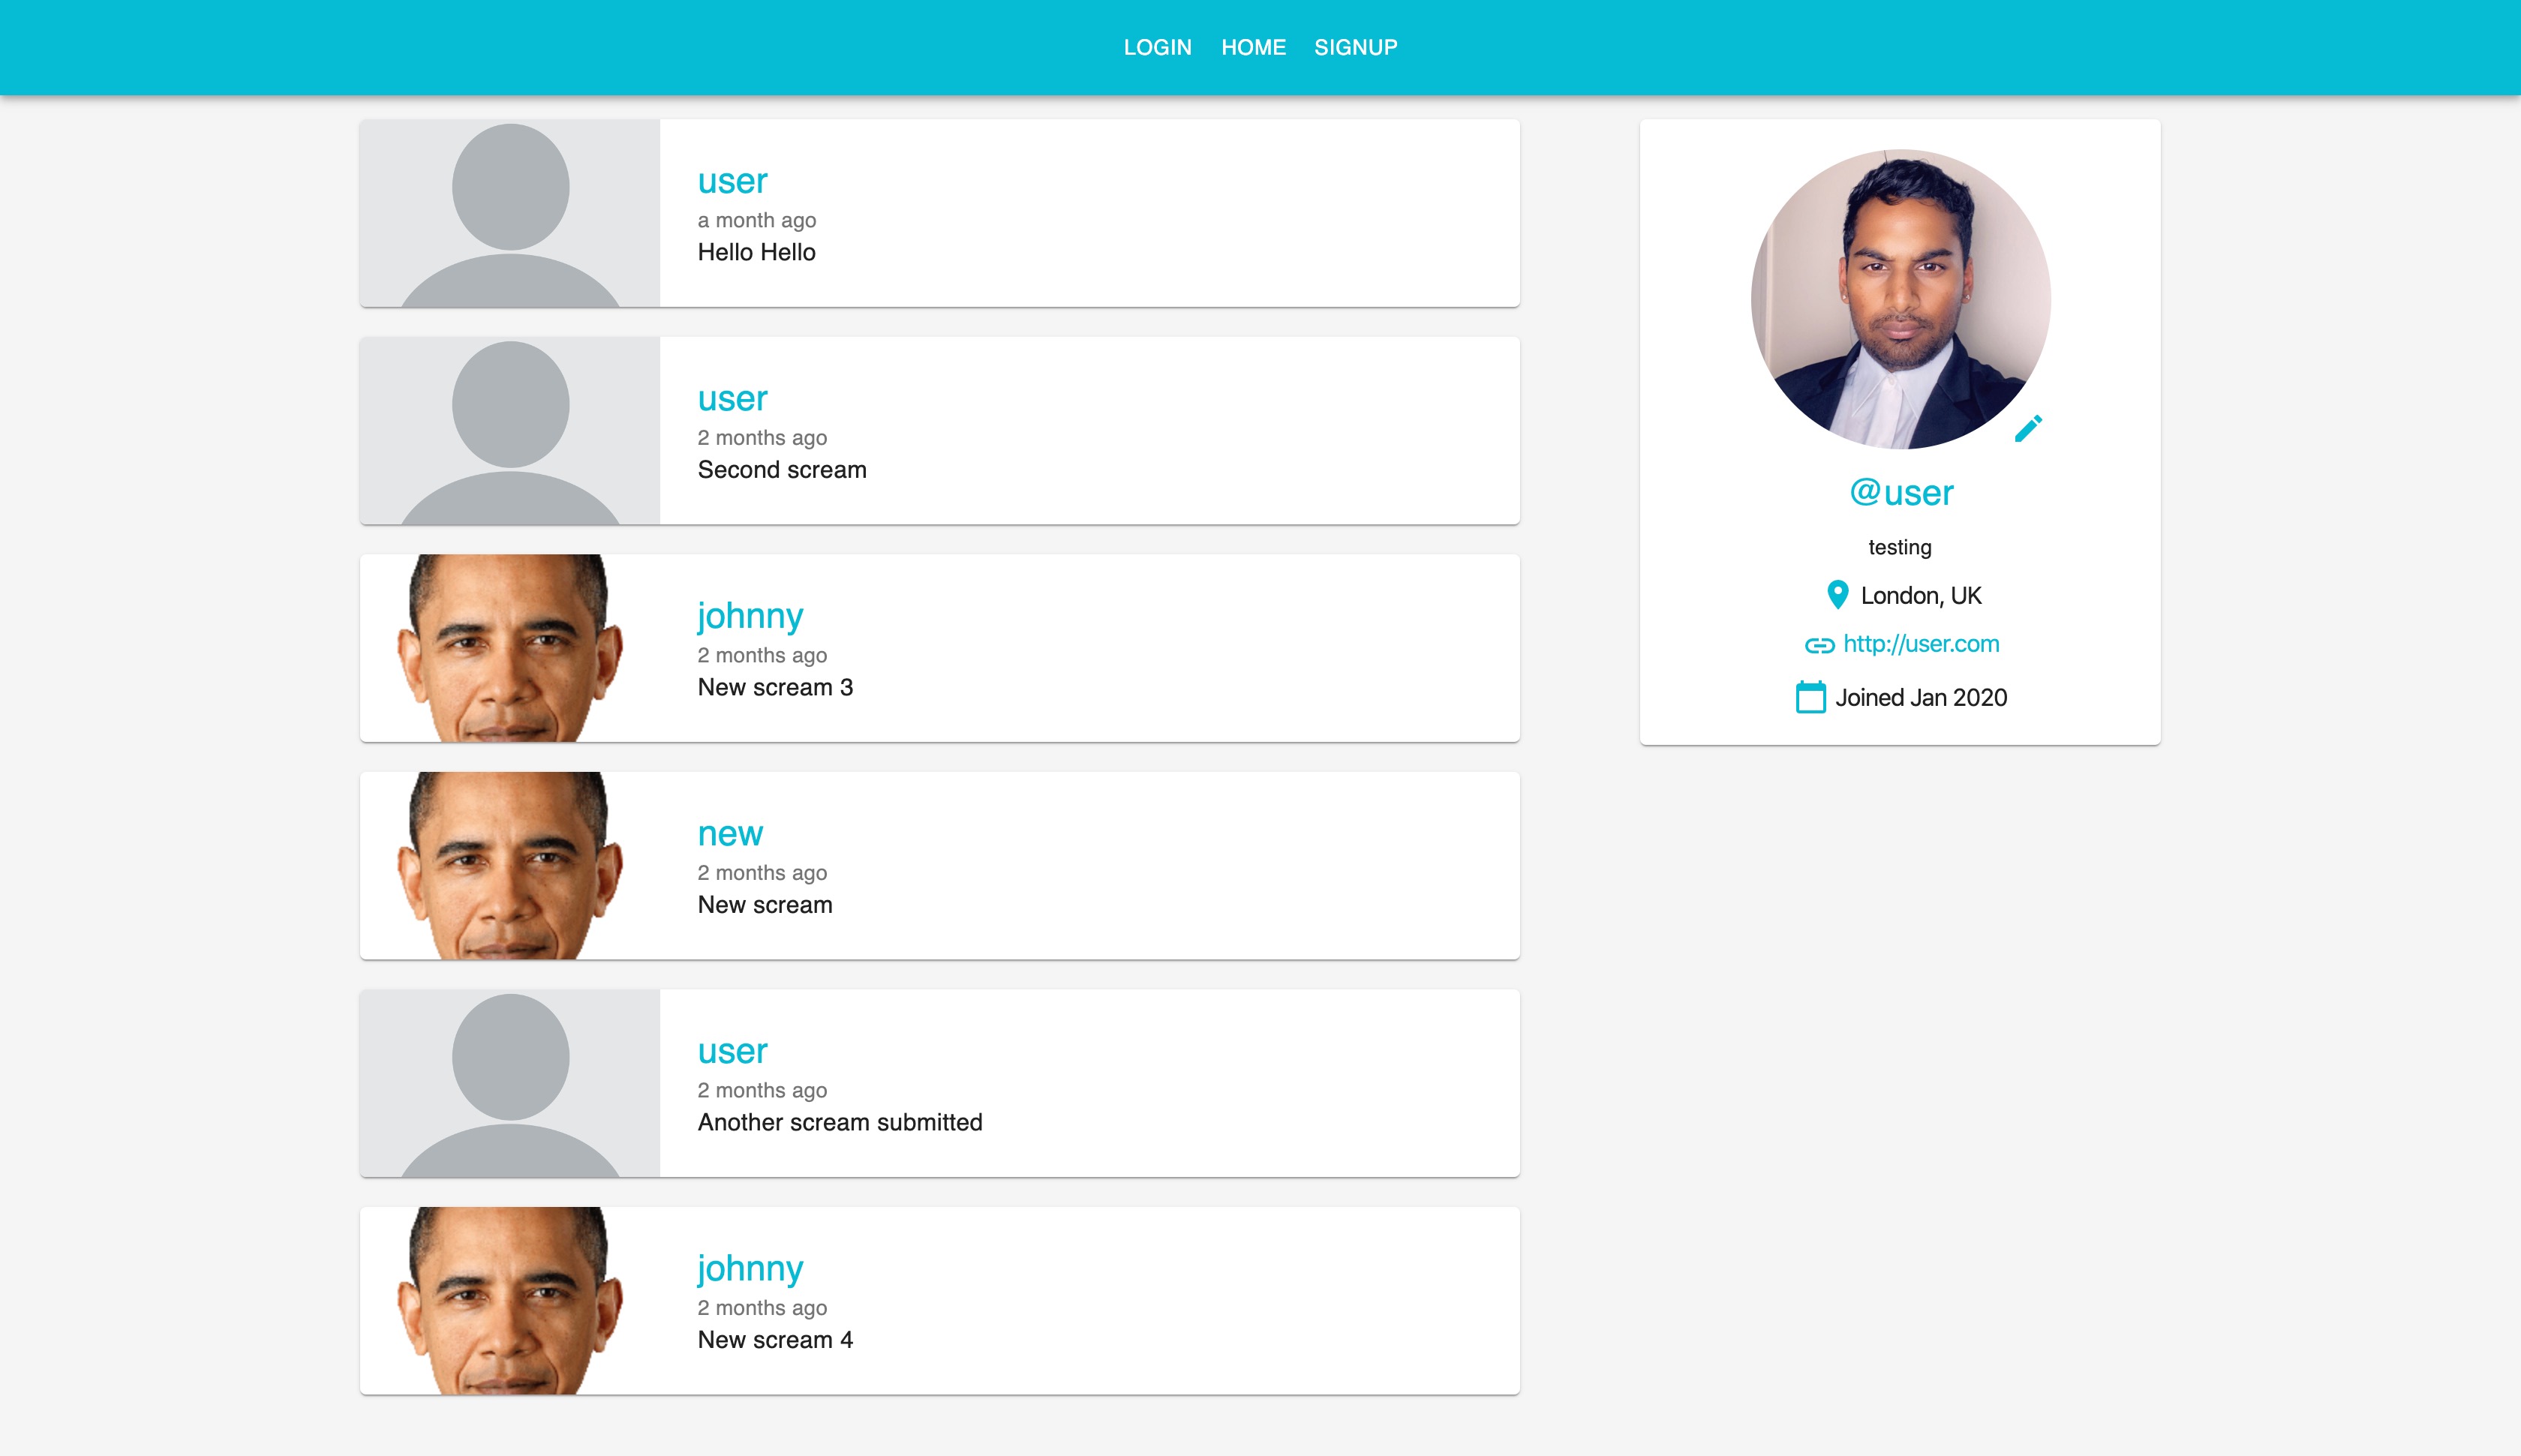 LOGIN HOME SIGNUP
user
a month ago
Hello Hello
user
2 months ago
Second scream
johnny
2 months ago
New scream 3
new
2 months ago
New scream
user
2 months ago
Another scream submitted
johnny
2 months ago
New scream 4
@user
testing
London, UK
http://user.com
Joined Jan 2020